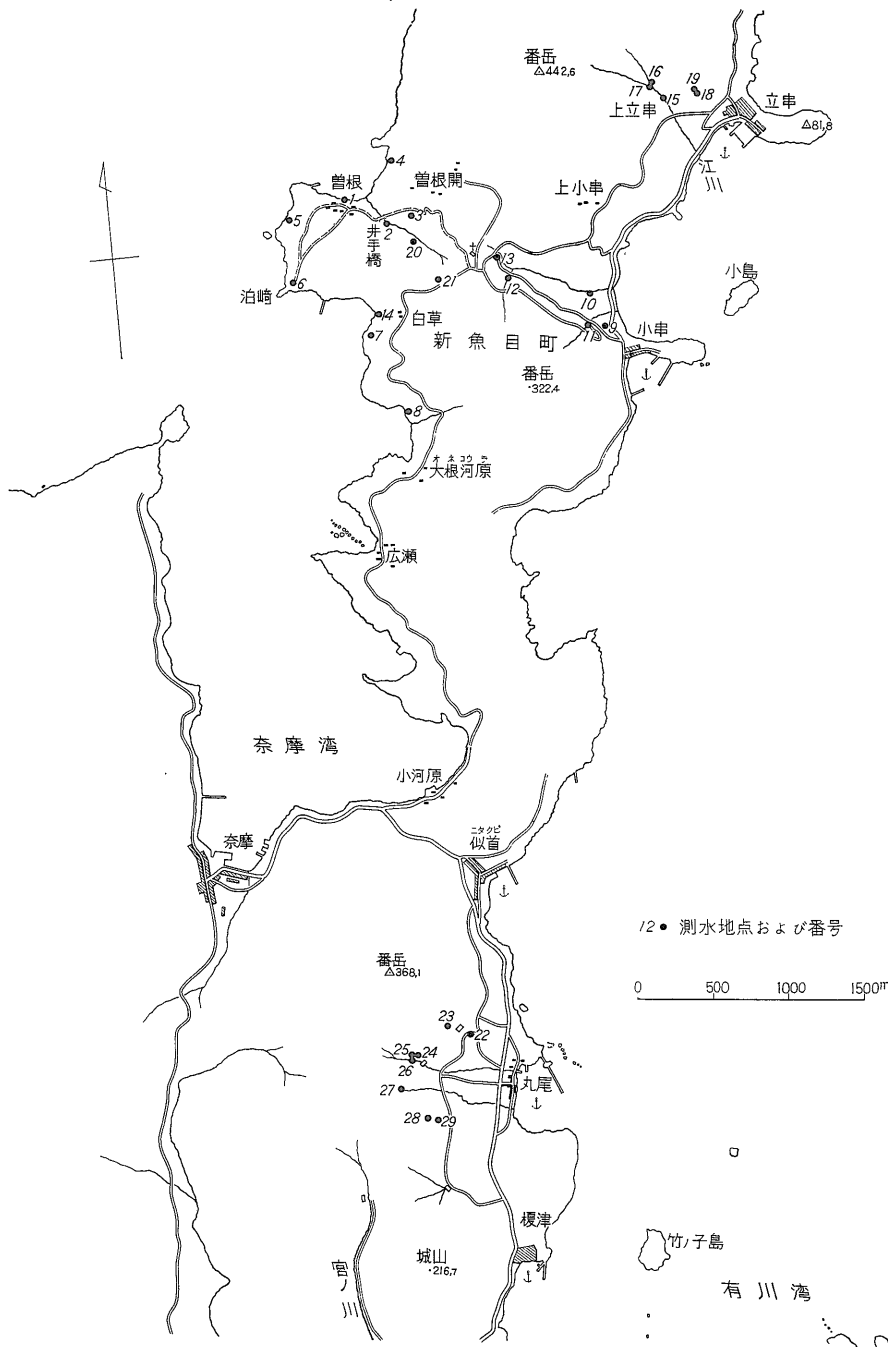 番岳
△442,6
16
17
15
19
18
上立串
立串
△81,8
江川
4
曽根
1
曽根開
上小串
5
3
2
井手橋
20
13
12
21
10
小島
6
泊崎
14
白草
7
新魚目町
11
9
小串
番岳
·322,4
8
オネコウラ
大根河原
広瀬
奈摩湾
小河原
奈摩
ニタクビ
似首
12 ● 測水地点および番号
0 500 1000 1500m
番岳
△368,1
23
22
25
24
26
27
丸尾
28
29
榎津
城山
·216,7
宮ノ川
竹ノ子島
有川湾